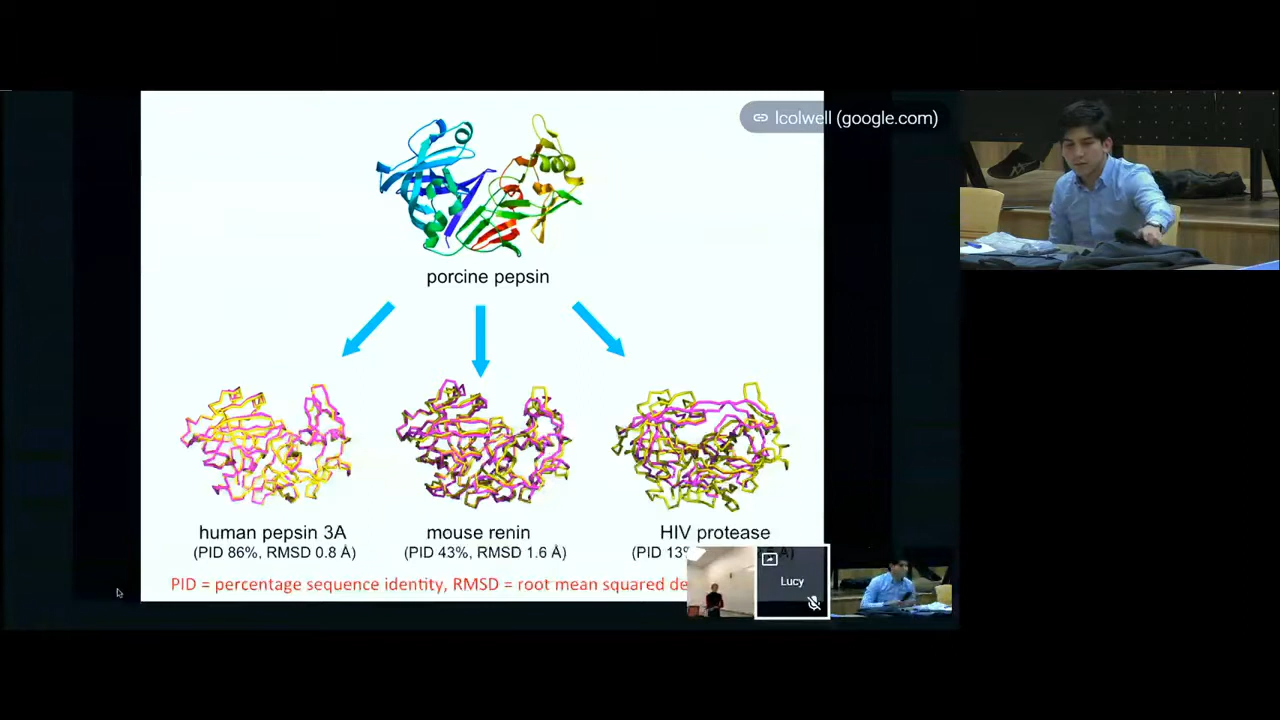 lcolwell (google.com)
porcine pepsin
human pepsin 3A
(PID 86%, RMSD 0.8 Å)
mouse renin
(PID 43%, RMSD 1.6 Å)
HIV protease
(PID 13%
Å)
PID = percentage sequence identity, RMSD = root mean squared de
Lucy